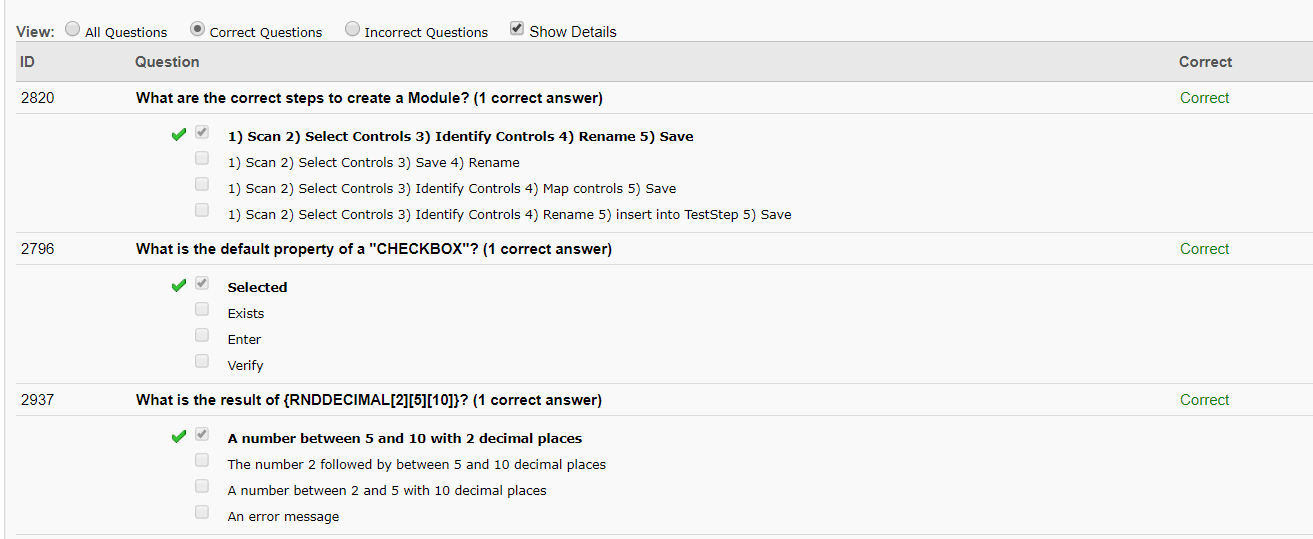 View: All Questions Correct Questions Incorrect Questions Show Details
ID Question Correct
2820 What are the correct steps to create a Module? (1 correct answer) Correct
1) Scan 2) Select Controls 3) Identify Controls 4) Rename 5) Save
1) Scan 2) Select Controls 3) Save 4) Rename
1) Scan 2) Select Controls 3) Identify Controls 4) Map controls 5) Save
1) Scan 2) Select Controls 3) Identify Controls 4) Rename 5) insert into TestStep 5) Save
2796 What is the default property of a "CHECKBOX"? (1 correct answer) Correct
Selected
Exists
Enter
Verify
2937 What is the result of {RNDDECIMAL[2][5][10]}? (1 correct answer) Correct
A number between 5 and 10 with 2 decimal places
The number 2 followed by between 5 and 10 decimal places
A number between 2 and 5 with 10 decimal places
An error message